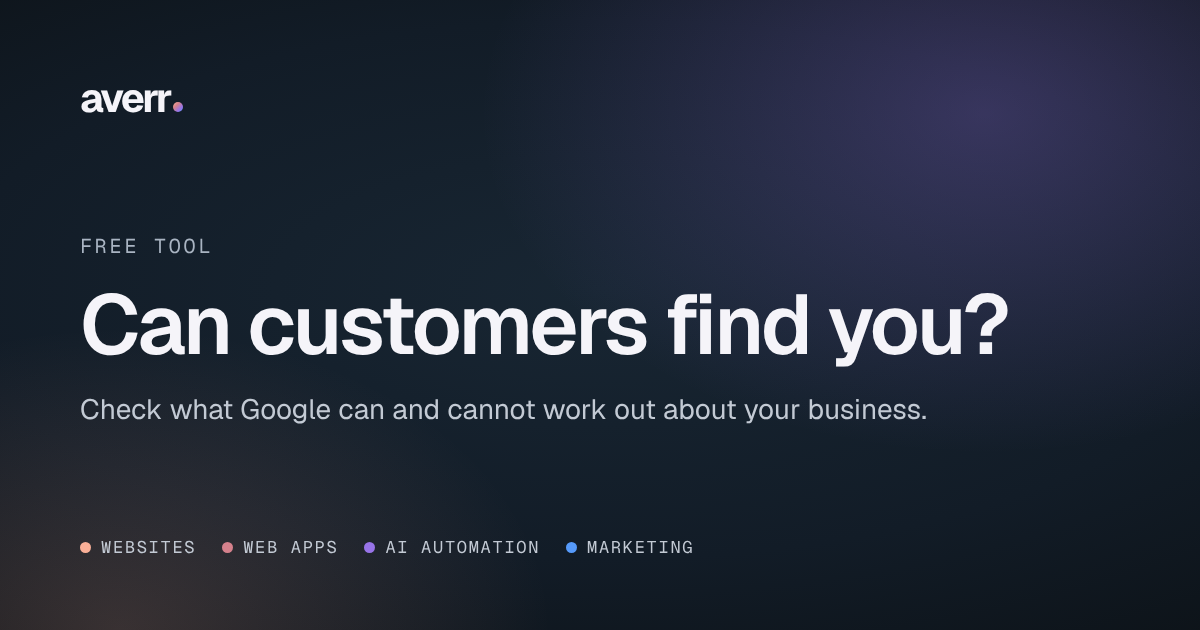 averr.
FREE TOOL
Can customers find you?
Check what Google can and cannot work out about your business.
WEBSITES WEB APPS AI AUTOMATION MARKETING